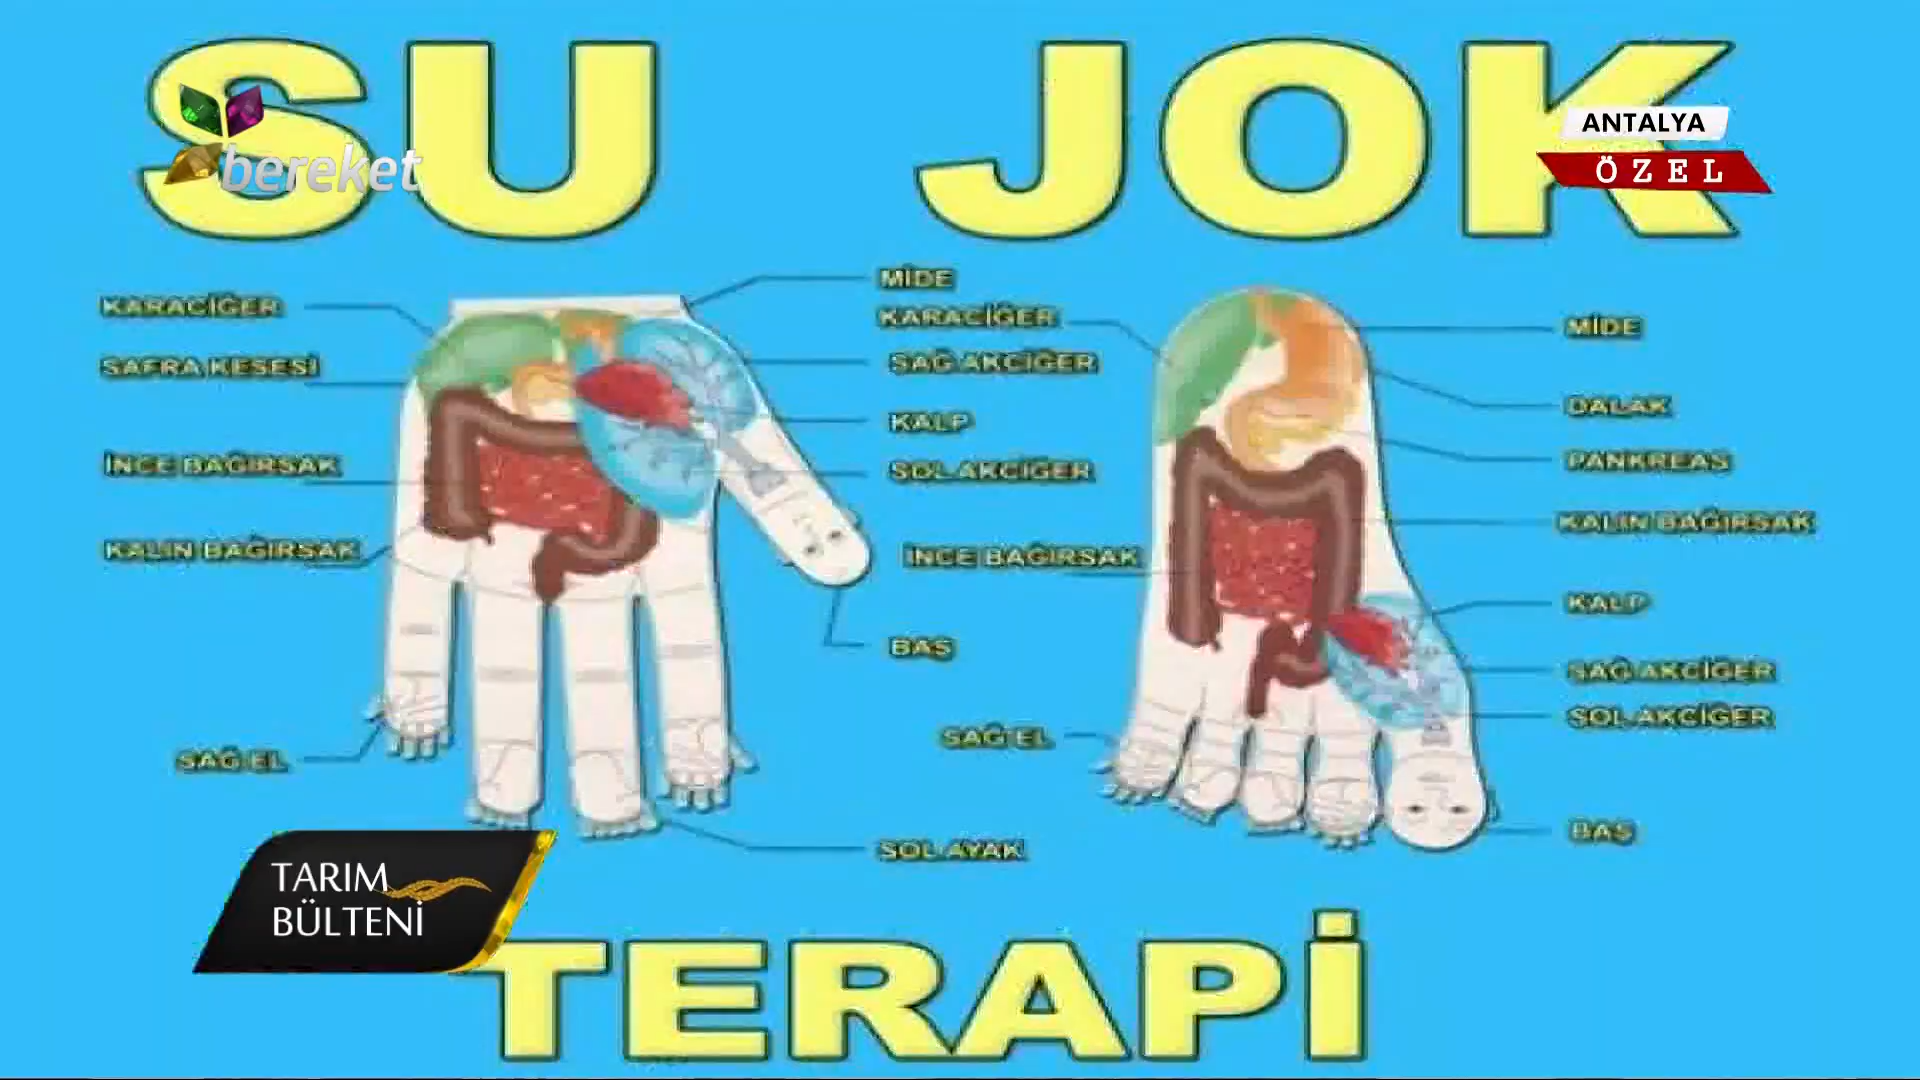 SU JOK
bereket
ANTALYA
ÖZEL
KARACİĞER
SAFRA KESESİ
İNCE BAĞIRSAK
KALIN BAĞIRSAK
SAĞ EL
MİDE
KARACİĞER
SAĞ AKCİĞER
KALP
SOL AKCİĞER
İNCE BAĞIRSAK
BAŞ
SAĞ EL
SOL AYAK
MİDE
DALAK
PANKREAS
KALIN BAĞIRSAK
KALP
SAĞ AKCİĞER
SOL AKCİĞER
BAŞ
TARIM
BÜLTENİ
TERAPİ